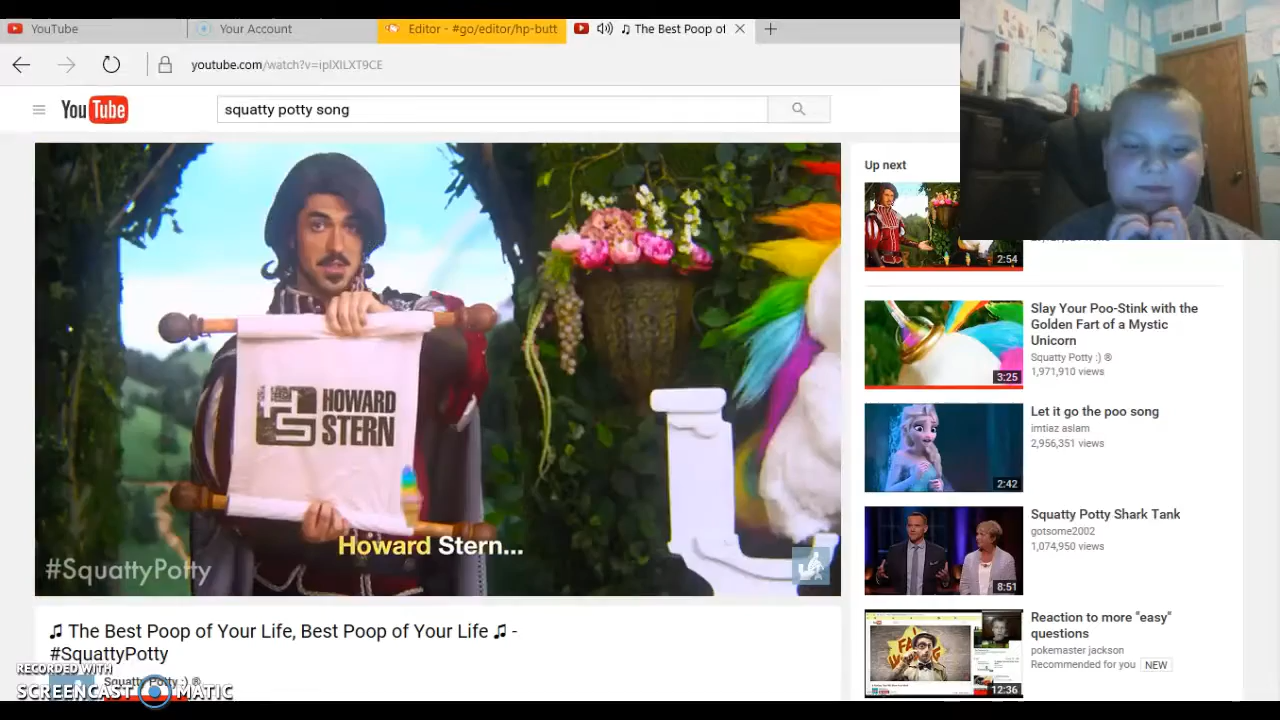 YouTube
Your Account
Editor - #go/editor/hp-butt
♫ The Best Poop of
youtube.com/watch?v=iplXILXT9CE
YouTube
squatty potty song
Up next
HOWARD
STERN
Howard Stern...
#SquattyPotty
2:54
Slay Your Poo-Stink with the
Golden Fart of a Mystic
Unicorn
Squatty Potty :) ®
1,971,910 views
3:25
Let it go the poo song
imtiaz aslam
2,956,351 views
2:42
Squatty Potty Shark Tank
gotsome2002
1,074,950 views
8:51
Reaction to more "easy"
questions
pokemaster jackson
Recommended for you NEW
12:36
♫ The Best Poop of Your Life, Best Poop of Your Life ♫ -
#SquattyPotty
Squatty Potty :) ®
RECORDED WITH
SCREENCAST-O-MATIC